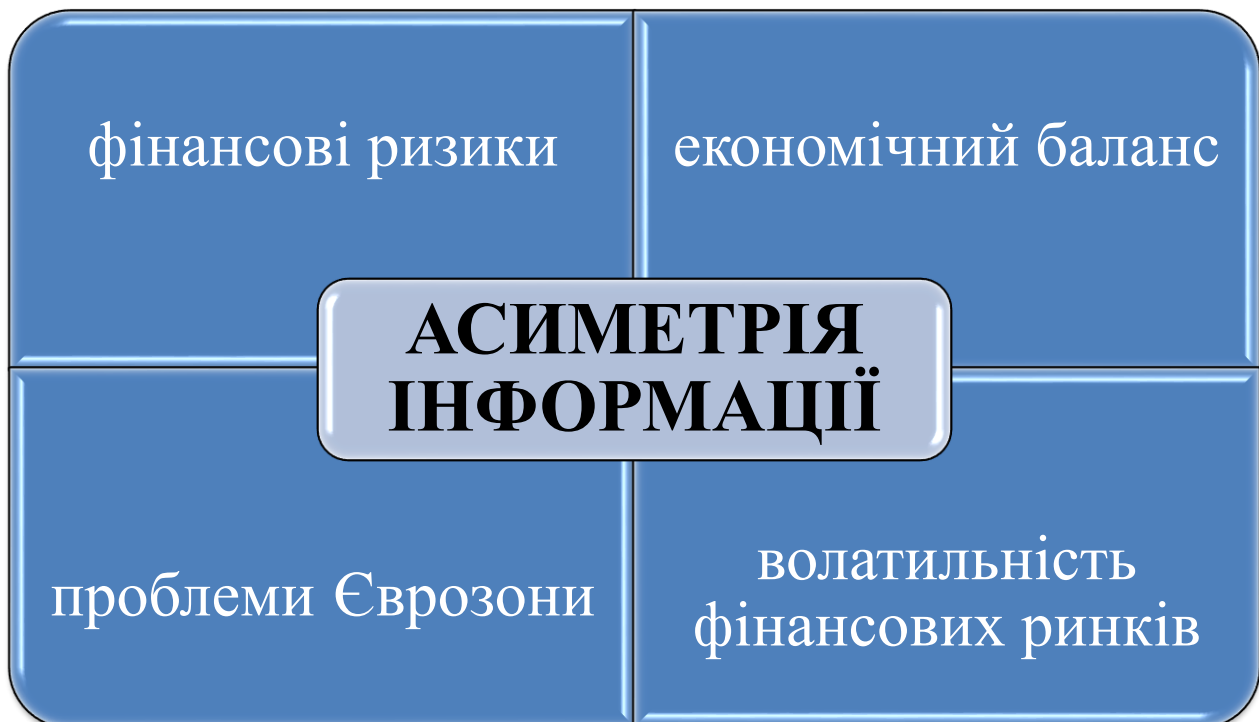 фінансові ризики
економічний баланс
АСИМЕТРІЯ
ІНФОРМАЦІЇ
проблеми Єврозони
волатильність
фінансових ринків